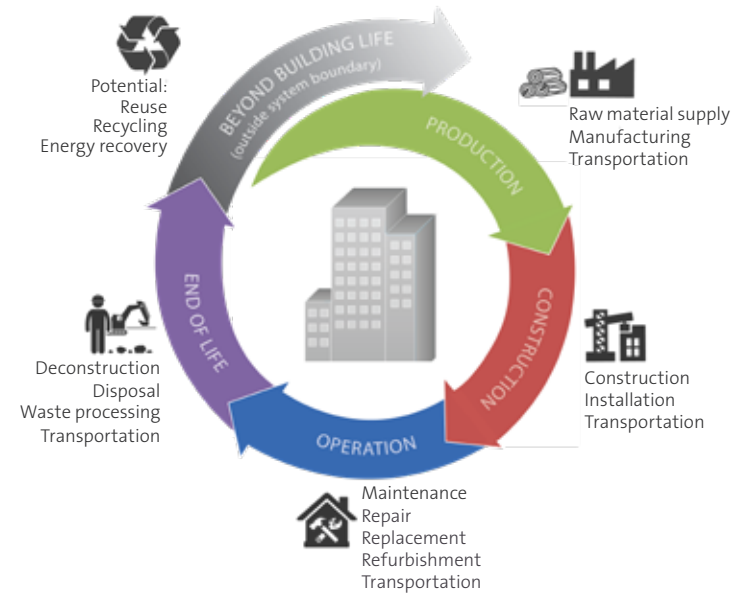 BEYOND BUILDING LIFE
(outside system boundary)
Potential:
Reuse
Recycling
Energy recovery
PRODUCTION
Raw material supply
Manufacturing
Transportation
CONSTRUCTION
Construction
Installation
Transportation
OPERATION
Maintenance
Repair
Replacement
Refurbishment
Transportation
END OF LIFE
Deconstruction
Disposal
Waste processing
Transportation